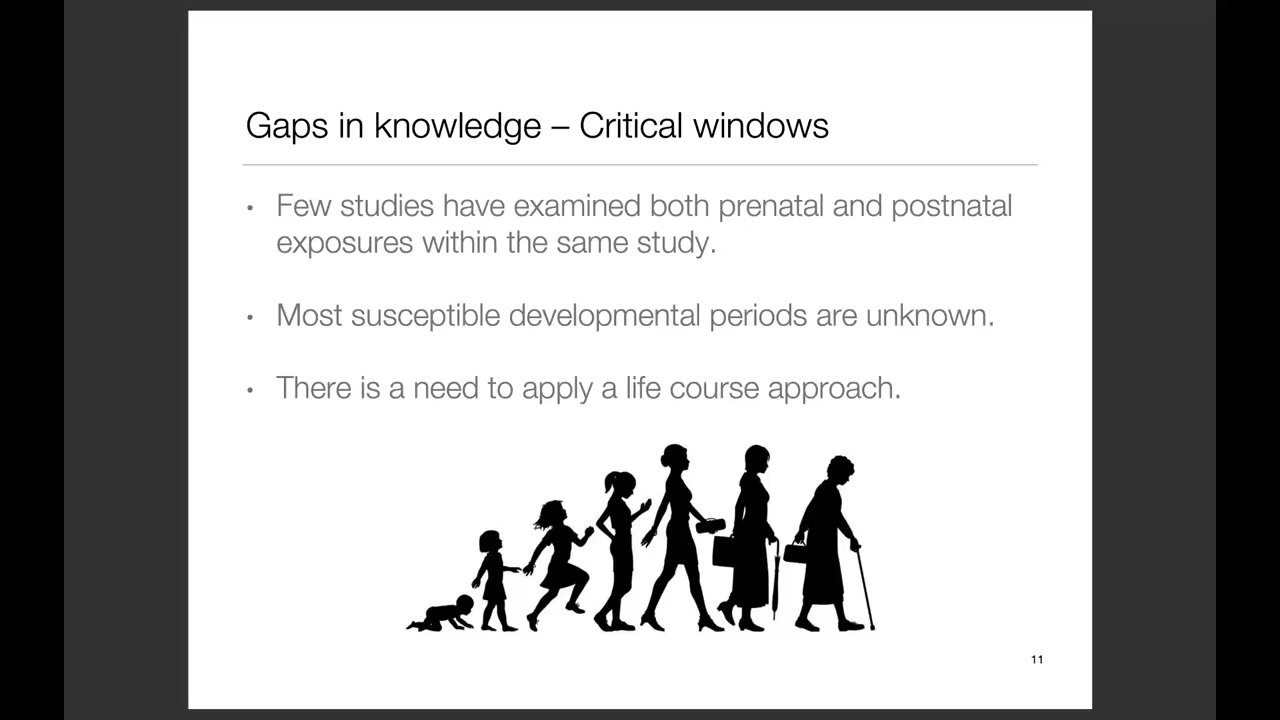 Gaps in knowledge – Critical windows
• Few studies have examined both prenatal and postnatal
exposures within the same study.
• Most susceptible developmental periods are unknown.
• There is a need to apply a life course approach.
11